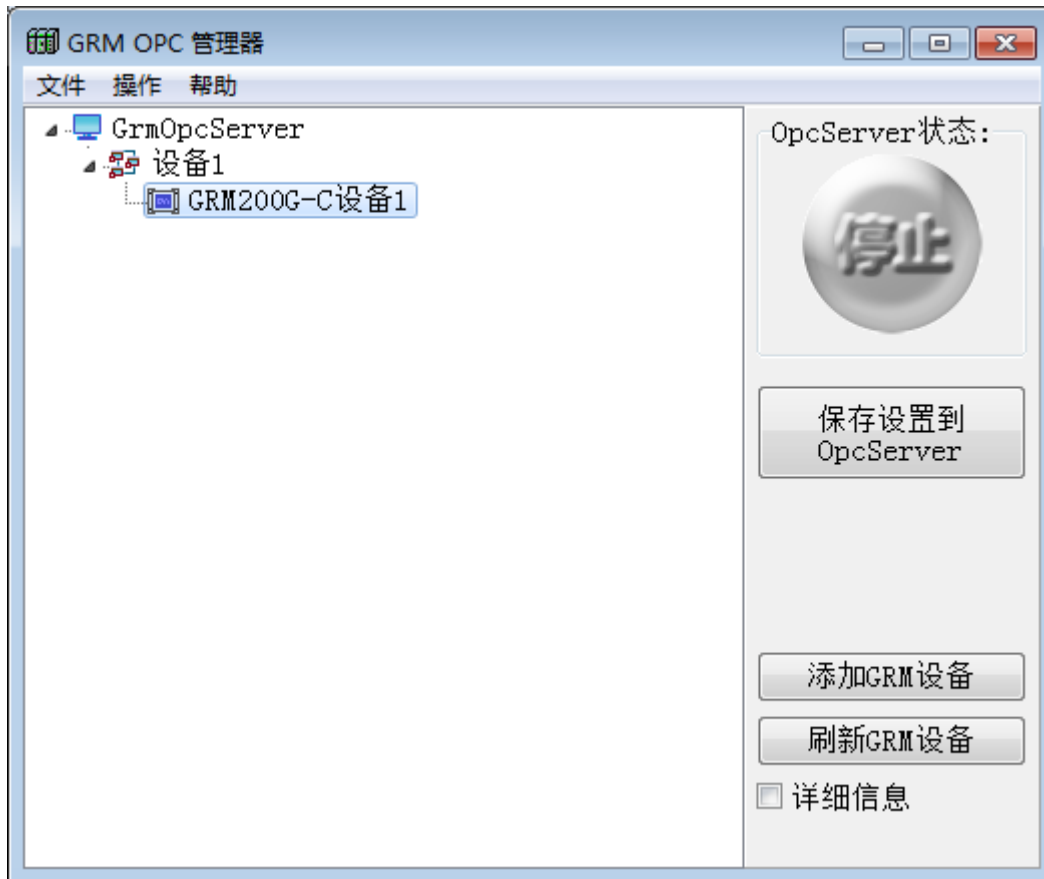 GRM OPC 管理器
文件 操作 帮助
GrmOpcServer
设备1
GRM200G-C设备1
OpcServer状态:
停止
保存设置到
OpcServer
添加GRM设备
刷新GRM设备
详细信息